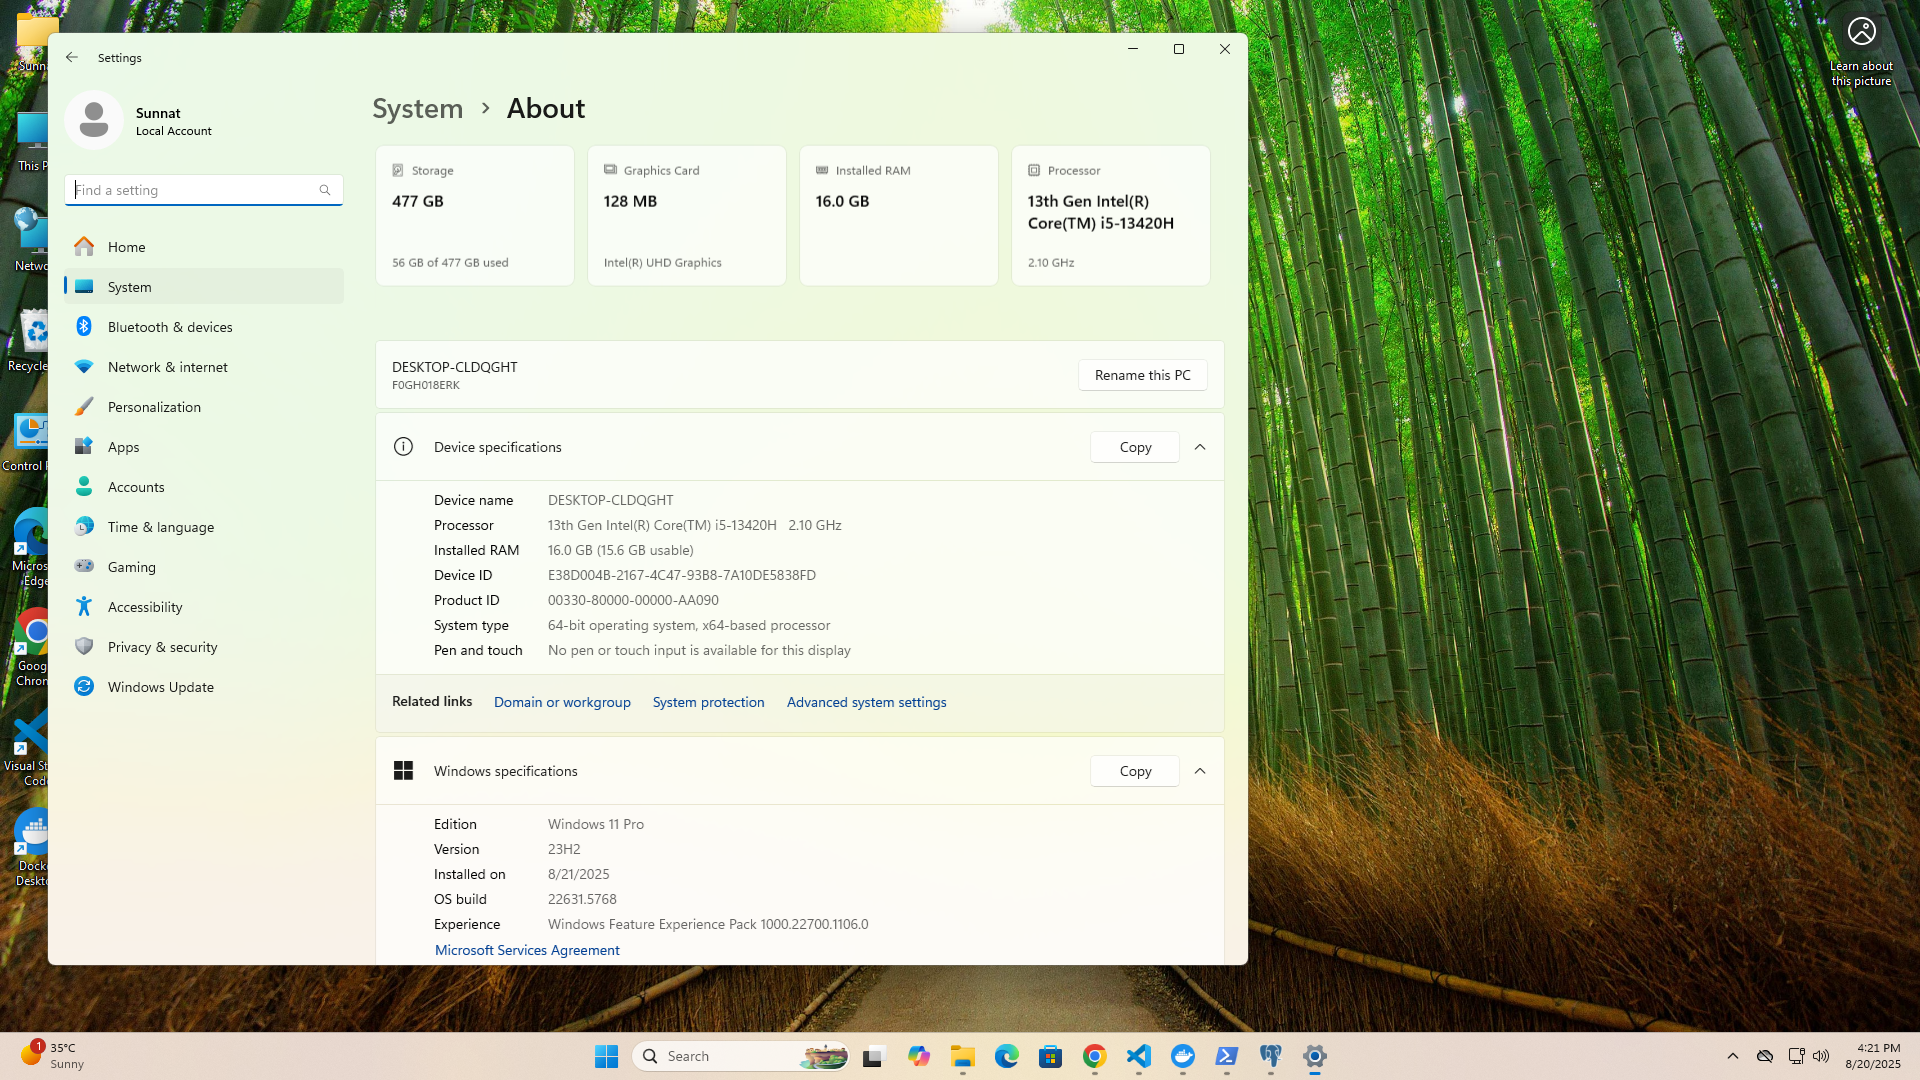 Settings
Sunnat
Local Account
Find a setting
Home
System
Bluetooth & devices
Network & internet
Personalization
Apps
Accounts
Time & language
Gaming
Accessibility
Privacy & security
Windows Update
System > About
Storage
477 GB
56 GB of 477 GB used
Graphics Card
128 MB
Intel(R) UHD Graphics
Installed RAM
16.0 GB
Processor
13th Gen Intel(R)
Core(TM) i5-13420H
2.10 GHz
DESKTOP-CLDQGHT
F0GH018ERK
Rename this PC
Device specifications
Copy
Device name DESKTOP-CLDQGHT
Processor 13th Gen Intel(R) Core(TM) i5-13420H 2.10 GHz
Installed RAM 16.0 GB (15.6 GB usable)
Device ID E38D004B-2167-4C47-93B8-7A10DE5838FD
Product ID 00330-80000-00000-AA090
System type 64-bit operating system, x64-based processor
Pen and touch No pen or touch input is available for this display
Related links Domain or workgroup System protection Advanced system settings
Windows specifications
Copy
Edition Windows 11 Pro
Version 23H2
Installed on 8/21/2025
OS build 22631.5768
Experience Windows Feature Experience Pack 1000.22700.1106.0
Microsoft Services Agreement
Sunna
This P
Netwo
Recycle
Control
Micros
Edge
Goog
Chron
Visual St
Code
Docke
Deskto
Learn about
this picture
1
35°C
Sunny
Search
4:21 PM
8/20/2025